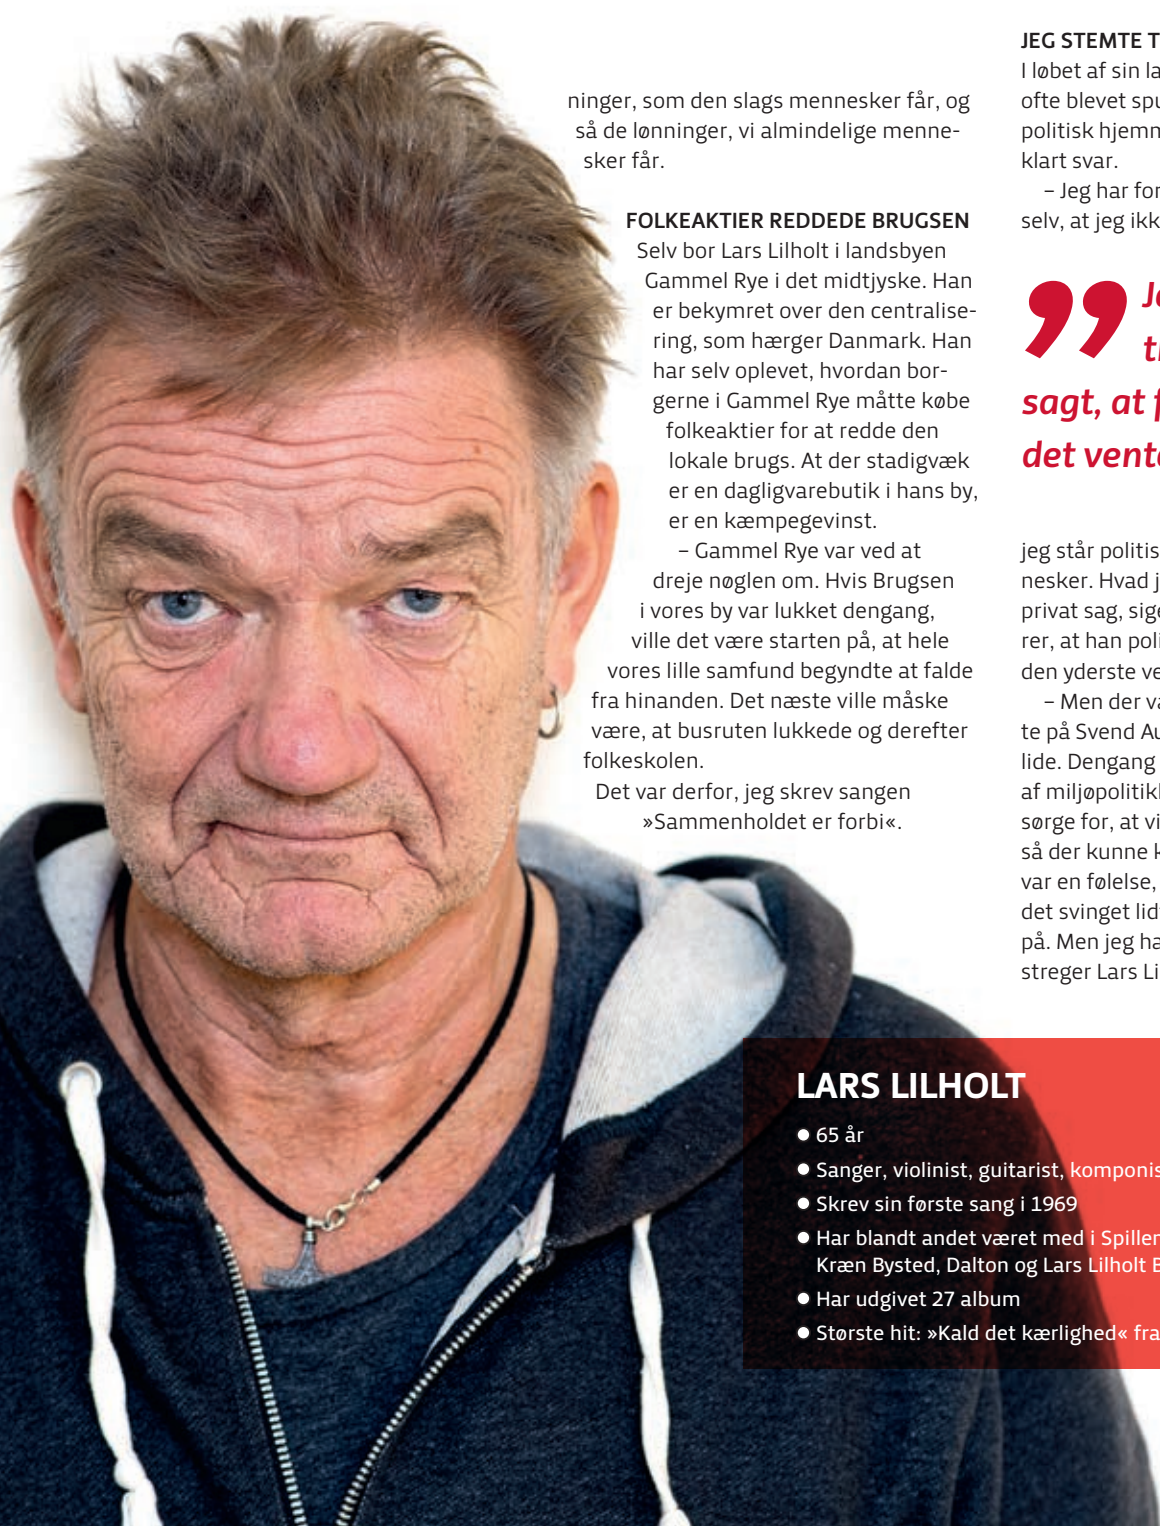 ninger, som den slags mennesker får, og
så de lønninger, vi almindelige menne-
sker får.
FOLKEAKTIER REDDEDE BRUGSEN
Selv bor Lars Lilholt i landsbyen
Gammel Rye i det midtjyske. Han
er bekymret over den centralise-
ring, som hærger Danmark. Han
har selv oplevet, hvordan bor-
gerne i Gammel Rye måtte købe
folkeaktier for at redde den
lokale brugs. At der stadigvæk
er en dagligvarebutik i hans by,
er en kæmpegevinst.
– Gammel Rye var ved at
dreje nøglen om. Hvis Brugsen
i vores by var lukket dengang,
ville det være starten på, at hele
vores lille samfund begyndte at falde
fra hinanden. Det næste ville måske
være, at busruten lukkede og derefter
folkeskolen.
Det var derfor, jeg skrev sangen
»Sammenholdet er forbi«.
JEG STEMTE
I løbet af sin
ofte blevet
politisk
klart svar.
– Jeg har
selv, at jeg
”
sagt, at
det
jeg står
nesker. Hvad
privat sag,
rer, at han
den yderste
– Men der
te på Svend
lide. Dengang
af
sørge for, at vi
så der kunne
var en følelse,
det svinget
på. Men jeg
streger Lars
LARS LILHOLT
● 65 år
● Sanger, violinist, guitarist,
● Skrev sin første sang i 1969
● Har blandt andet været med i
Kræn Bysted, Dalton og Lars Lilholt
● Har udgivet 27 album
● Største hit: »Kald det kærlighed« fra